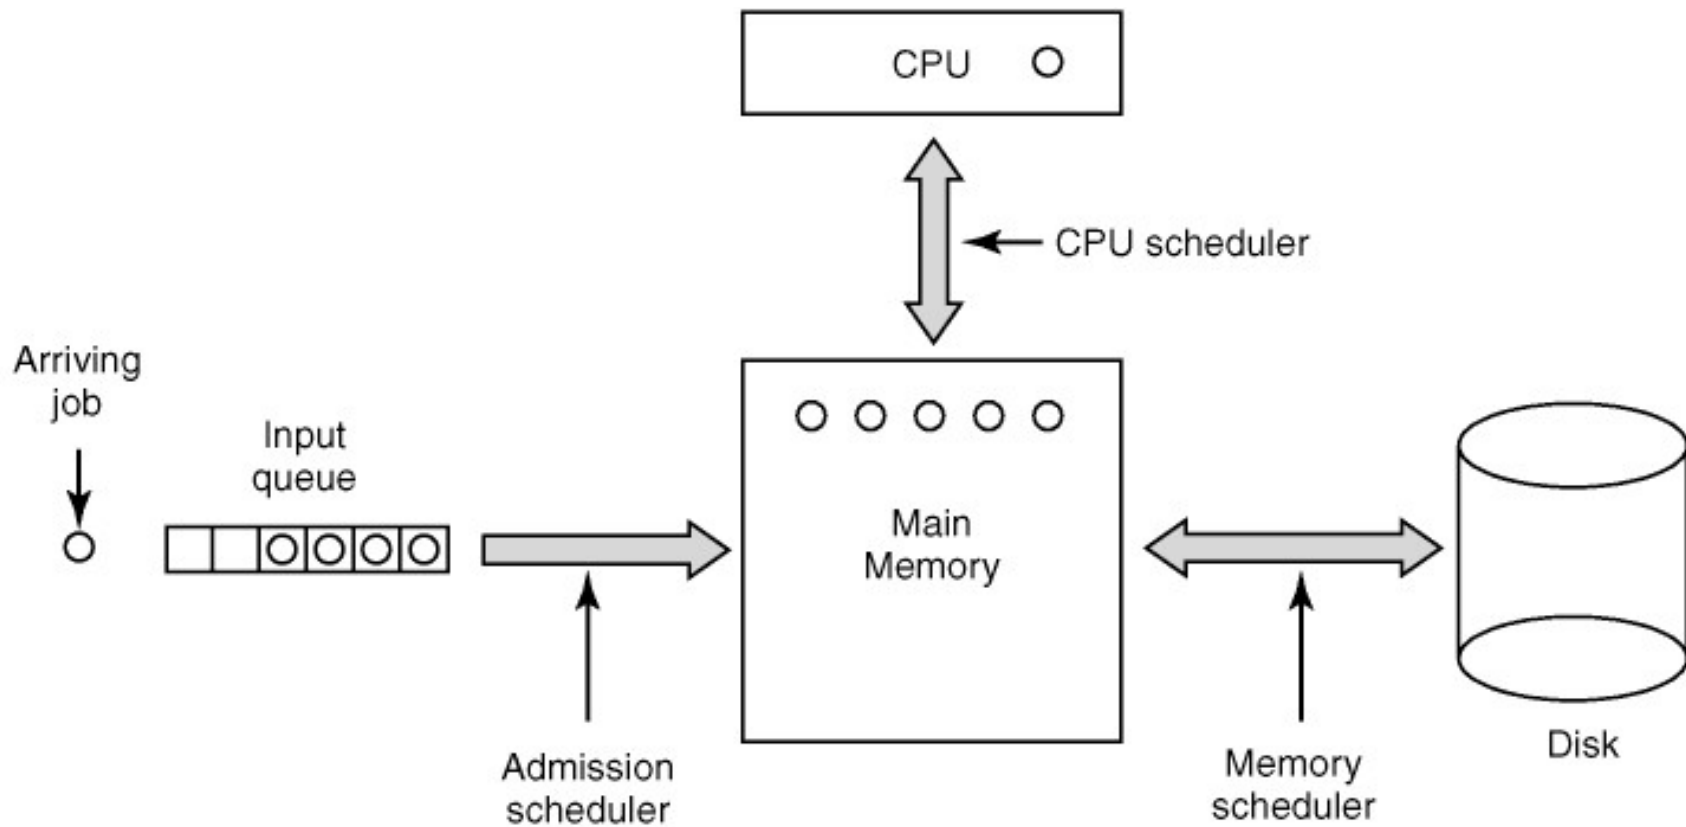 CPU
CPU scheduler
Arriving
job
Input
queue
Main
Memory
Admission
scheduler
Memory
scheduler
Disk